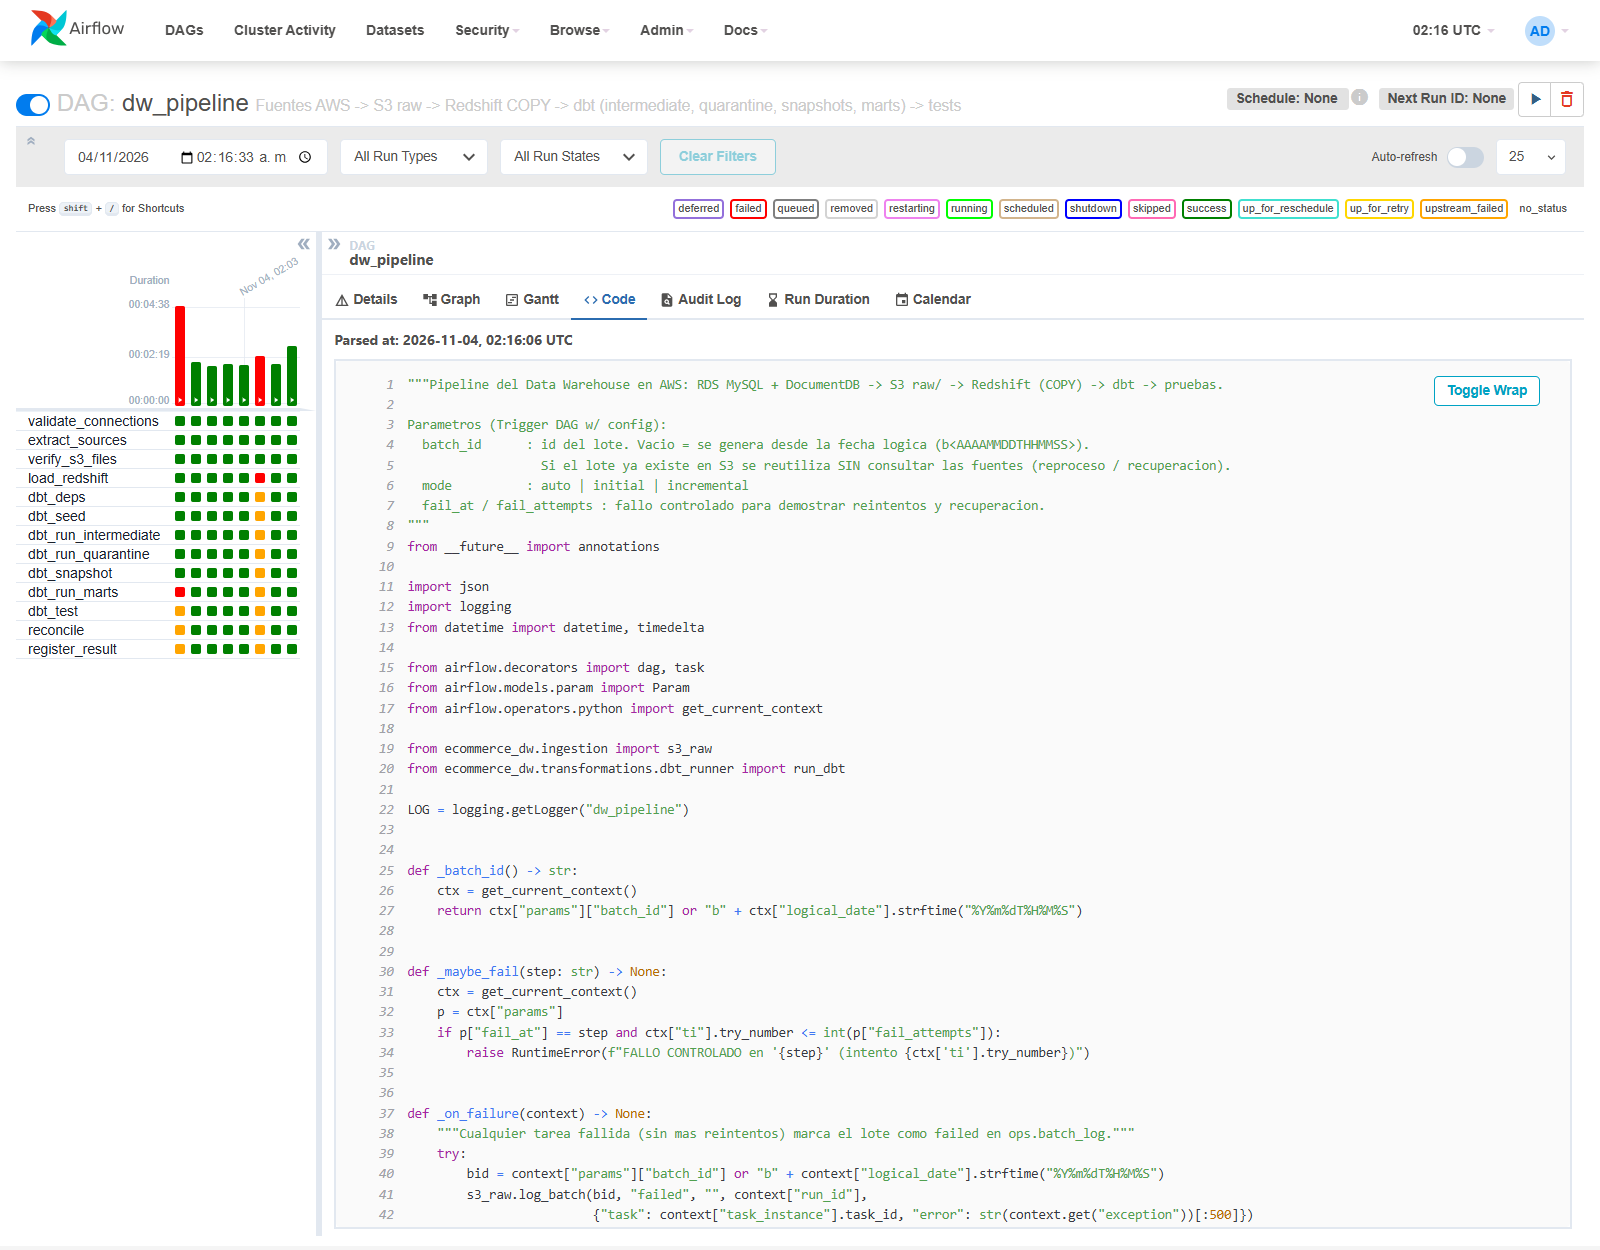 Airflow DAGs Cluster Activity Datasets Security Browse Admin Docs 02:16 UTC AD
DAG: dw_pipeline Fuentes AWS -> S3 raw -> Redshift COPY -> dbt (intermediate, quarantine, snapshots, marts) -> tests Schedule: None i Next Run ID: None
04/11/2026 02:16:33 a. m All Run Types All Run States Clear Filters Auto-refresh 25
Press shift + / for Shortcuts deferred failed queued removed restarting running scheduled shutdown skipped success up_for_reschedule up_for_retry upstream_failed no_status
Duration
Nov 04, 02:03
00:04:38
00:02:19
00:00:00
validate_connections
extract_sources
verify_s3_files
load_redshift
dbt_deps
dbt_seed
dbt_run_intermediate
dbt_run_quarantine
dbt_snapshot
dbt_run_marts
dbt_test
reconcile
register_result
DAG
dw_pipeline
Details Graph Gantt Code Audit Log Run Duration Calendar
Parsed at: 2026-11-04, 02:16:06 UTC
Toggle Wrap
1 """Pipeline del Data Warehouse en AWS: RDS MySQL + DocumentDB -> S3 raw/ -> Redshift (COPY) -> dbt -> pruebas.
2
3 Parametros (Trigger DAG w/ config):
4   batch_id      : id del lote. Vacio = se genera desde la fecha logica (b<AAAAMMDDTHHMMSS>).
5                   Si el lote ya existe en S3 se reutiliza SIN consultar las fuentes (reproceso / recuperacion).
6   mode          : auto | initial | incremental
7   fail_at / fail_attempts : fallo controlado para demostrar reintentos y recuperacion.
8 """
9 from __future__ import annotations
10
11 import json
12 import logging
13 from datetime import datetime, timedelta
14
15 from airflow.decorators import dag, task
16 from airflow.models.param import Param
17 from airflow.operators.python import get_current_context
18
19 from ecommerce_dw.ingestion import s3_raw
20 from ecommerce_dw.transformations.dbt_runner import run_dbt
21
22 LOG = logging.getLogger("dw_pipeline")
23
24
25 def _batch_id() -> str:
26     ctx = get_current_context()
27     return ctx["params"]["batch_id"] or "b" + ctx["logical_date"].strftime("%Y%m%dT%H%M%S")
28
29
30 def _maybe_fail(step: str) -> None:
31     ctx = get_current_context()
32     p = ctx["params"]
33     if p["fail_at"] == step and ctx["ti"].try_number <= int(p["fail_attempts"]):
34         raise RuntimeError(f"FALLO CONTROLADO en '{step}' (intento {ctx['ti'].try_number})")
35
36
37 def _on_failure(context) -> None:
38     """Cualquier tarea fallida (sin mas reintentos) marca el lote como failed en ops.batch_log."""
39     try:
40         bid = context["params"]["batch_id"] or "b" + context["logical_date"].strftime("%Y%m%dT%H%M%S")
41         s3_raw.log_batch(bid, "failed", "", context["run_id"],
42                          {"task": context["task_instance"].task_id, "error": str(context.get("exception"))[:500]})